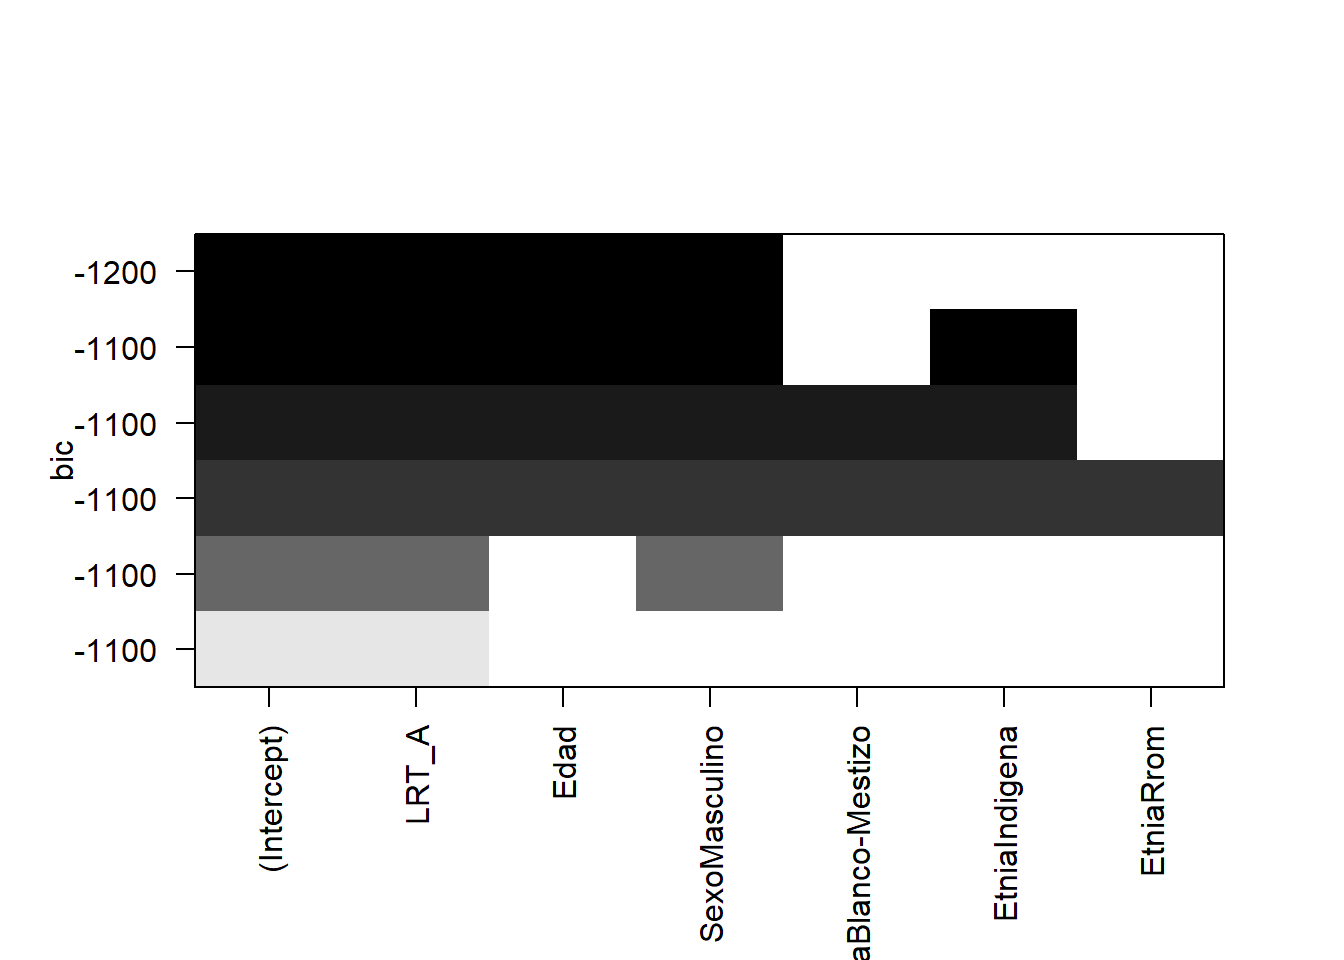 -1200
-1100
-1100
-1100
-1100
-1100
bic
(Intercept)
LRT_A
Edad
SexoMasculino
aBlanco-Mestizo
EtniaIndigena
EtniaRrom